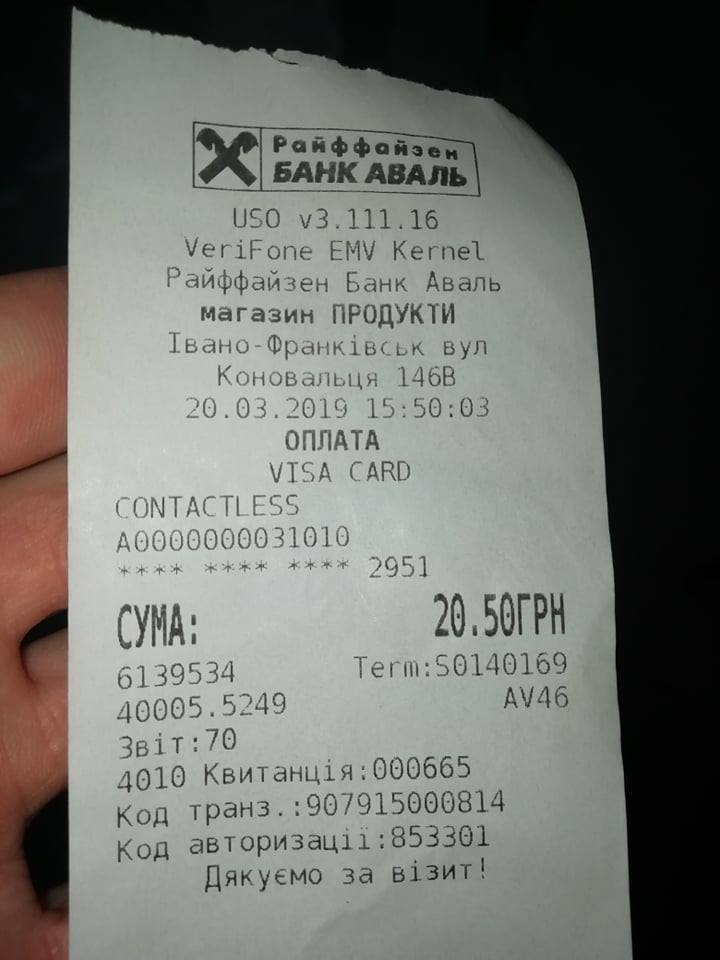 Райффайзен
БАНК АВАЛЬ
USO v3.111.16
VeriFone EMV Kernel
Райффайзен Банк Аваль
магазин ПРОДУКТИ
Івано-Франківськ вул
Коновальця 146В
20.03.2019 15:50:03
ОПЛАТА
VISA CARD
CONTACTLESS
A0000000031010
**** **** **** 2951
СУМА: 20.50ГРН
6139534 Term:S0140169
40005.5249 AV46
Звіт:70
4010 Квитанція:000665
Код транз.:907915000814
Код авторизації:853301
Дякуємо за візит!